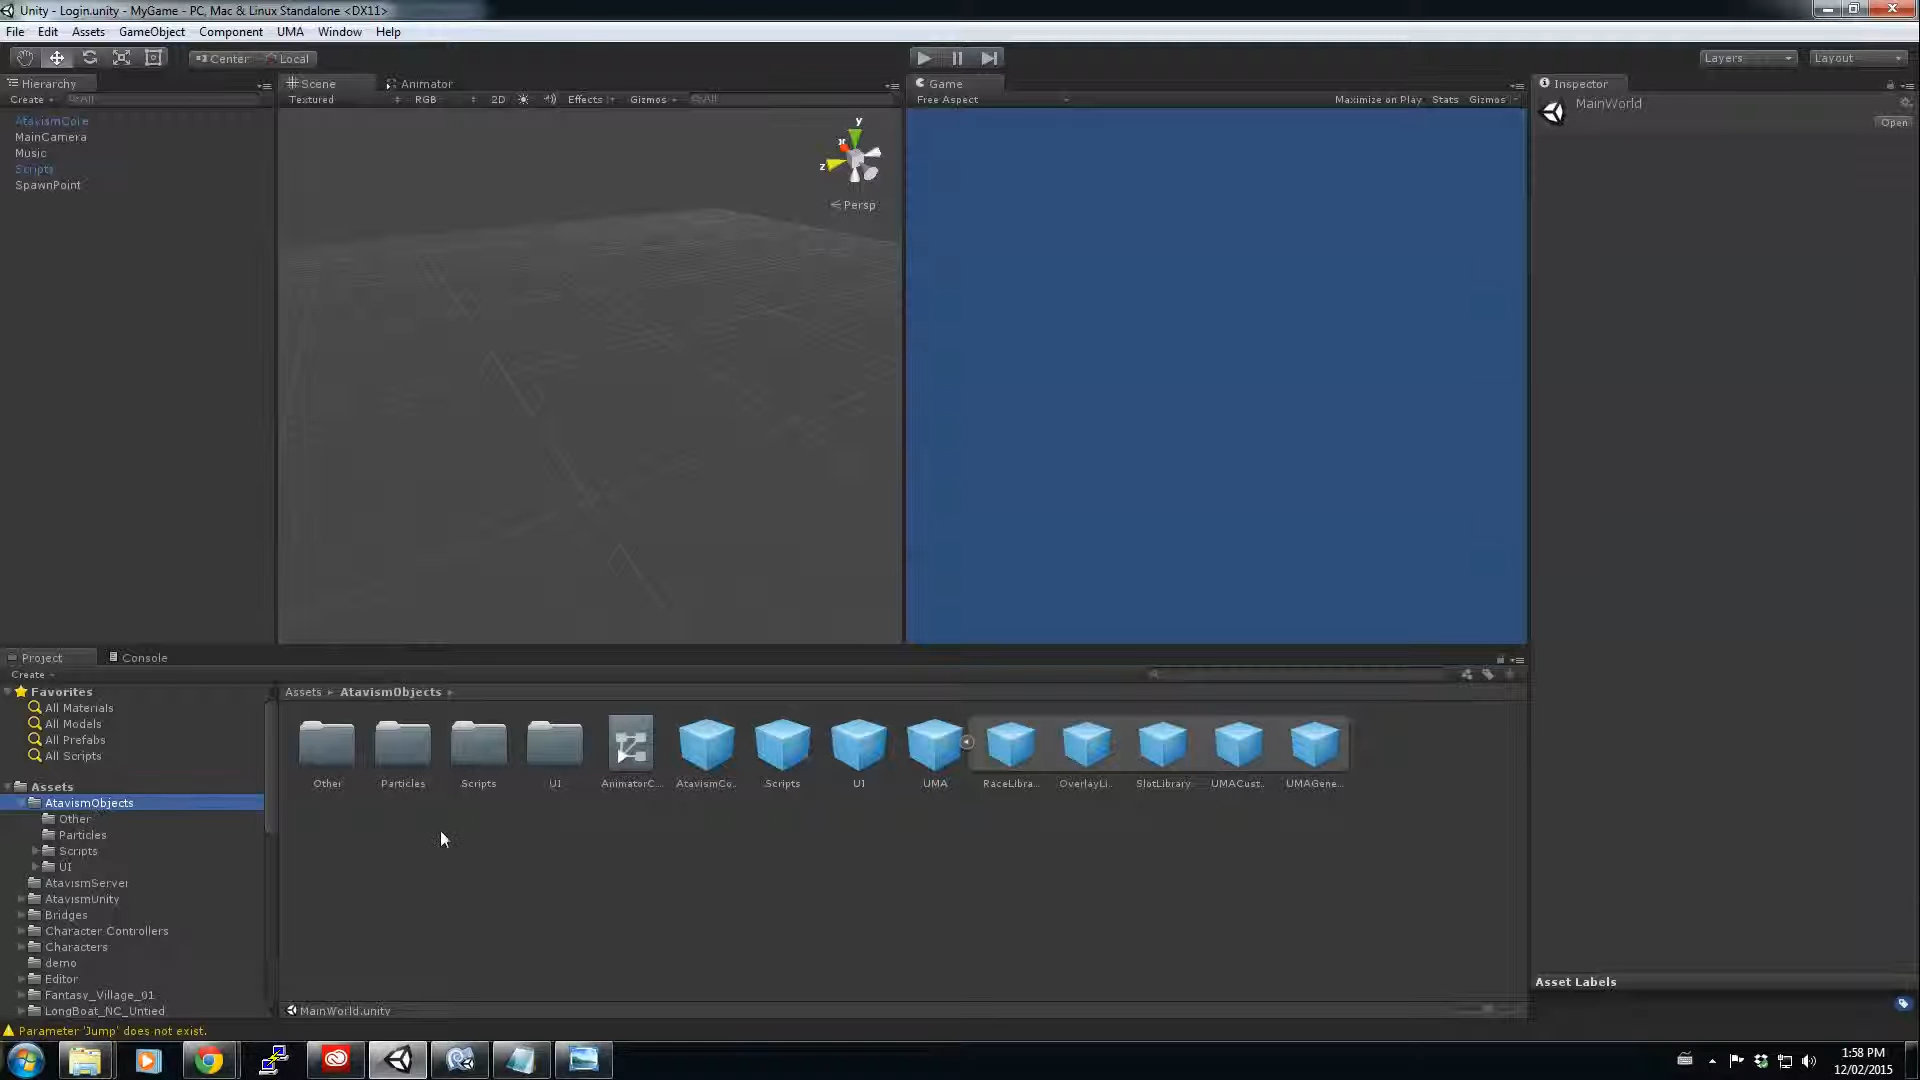 Unity - Login.unity - MyGame - PC, Mac & Linux Standalone <DX11>
File Edit Assets GameObject Component UMA Window Help
Center Local
Layers Layout
Hierarchy
Create All
AtavismCore
MainCamera
Music
Scripts
SpawnPoint
Scene Animator
Textured RGB 2D Effects Gizmos All
y
x
z
Persp
Game
Free Aspect Maximize on Play Stats Gizmos
Inspector
MainWorld
Open
Project Console
Create
Favorites
All Materials
All Models
All Prefabs
All Scripts
Assets
AtavismObjects
Other
Particles
Scripts
UI
AtavismServer
AtavismUnity
Bridges
Character Controllers
Characters
demo
Editor
Fantasy_Village_01
LongBoat_NC_Untied
Assets AtavismObjects
Other Particles Scripts UI AnimatorC... AtavismCo.. Scripts UI UMA RaceLibra... OverlayLi.. SlotLibrary UMACust.. UMAGene...
MainWorld.unity
Asset Labels
Parameter 'Jump' does not exist.
1:58 PM
12/02/2015